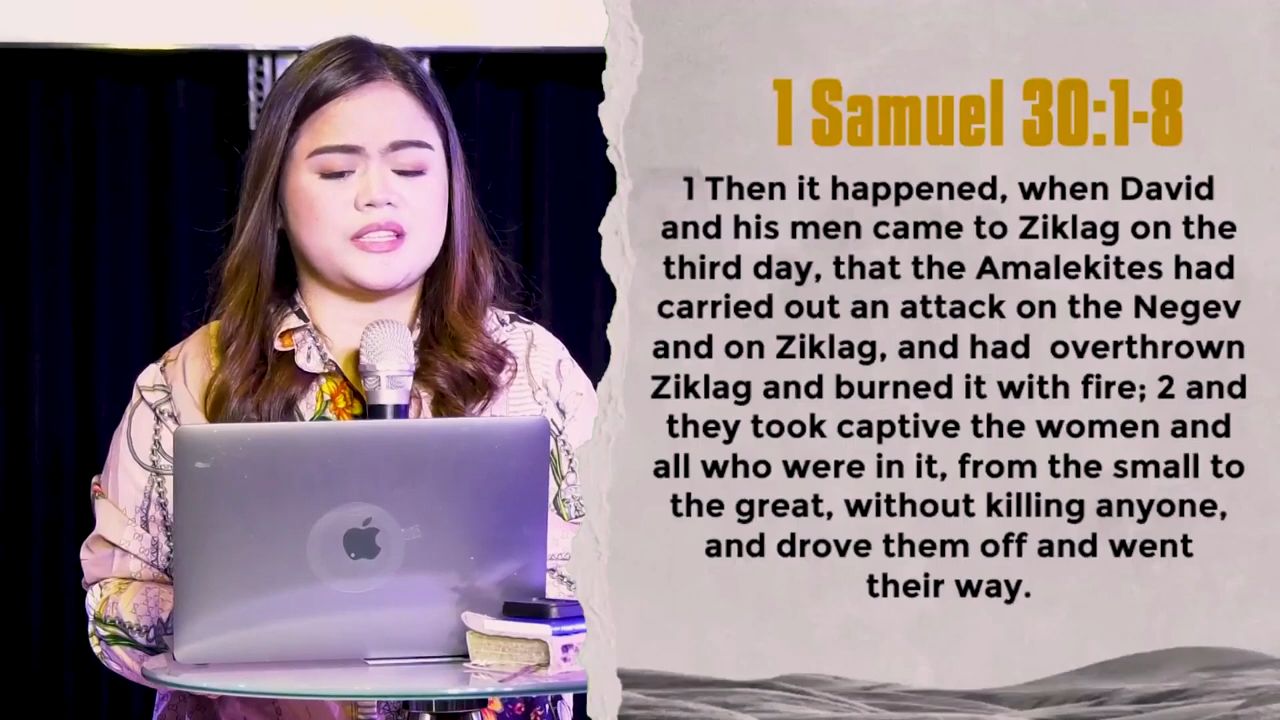 1 Samuel 30:1-8
1 Then it happened, when David
and his men came to Ziklag on the
third day, that the Amalekites had
carried out an attack on the Negev
and on Ziklag, and had  overthrown
Ziklag and burned it with fire; 2 and
they took captive the women and
all who were in it, from the small to
the great, without killing anyone,
and drove them off and went
their way.